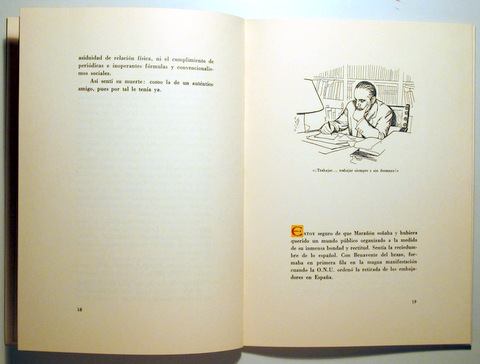 asiduidad de relación física, ni el cumplimiento de
periódicas e inoperantes fórmulas y convencionalis-
mos sociales.
Así sentí su muerte: como la de un auténtico
amigo, pues por tal le tenía ya.
18
«¡Trabajar... trabajar siempre y sin desmayo!»
ESTOY seguro de que Marañón soñaba y hubiera
querido un mundo público organizado a la medida
de su inmensa bondad y rectitud. Sentía la reciedum-
bre de lo español. Con Benavente del brazo, for-
maba en primera fila en la magna manifestación
cuando la O.N.U. ordenó la retirada de los embaja-
dores en España.
19